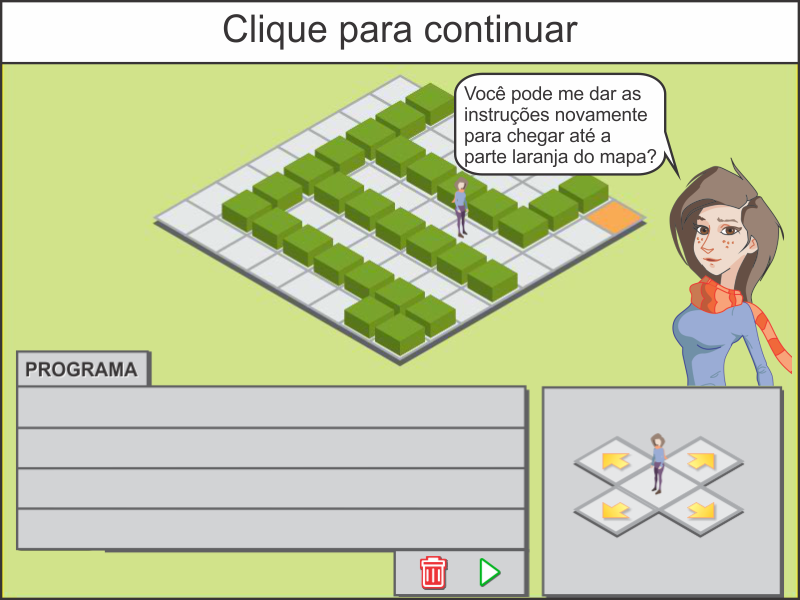 Clique para continuar
Você pode me dar as
instruções novamente
para chegar até a
parte laranja do mapa?
PROGRAMA